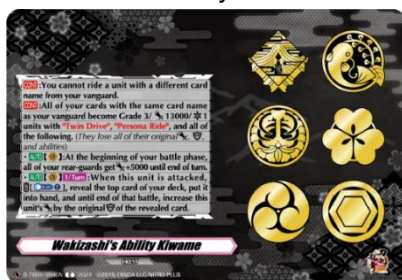 CONT :You cannot ride a unit with a different card
name from your vanguard.
CONT :All of your cards with the same card name
as your vanguard become Grade 3/ 13000/ 1
units with "Twin Drive", "Persona Ride", and all of
the following. (They lose all of their original , ,
and abilities)
· AUTO【 】:At the beginning of your battle phase,
all of your rear-guards get +5000 until end of turn.
· AUTO【 】1/Turn :When this unit is attacked,
[ ], reveal the top card of your deck, put it
into hand, and until end of that battle, increase this
unit's by the original of the revealed card.
Wakizashi's Ability Kiwame